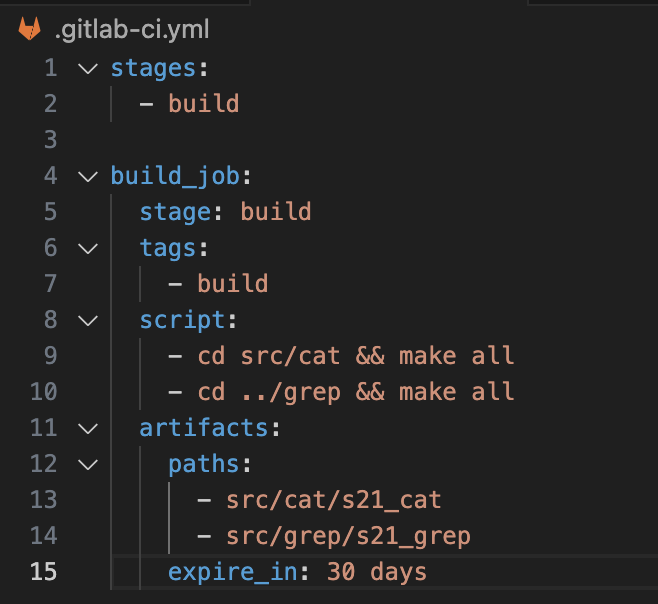 .gitlab-ci.yml
1 stages:
2 - build
3
4 build_job:
5 stage: build
6 tags:
7 - build
8 script:
9 - cd src/cat && make all
10 - cd ../grep && make all
11 artifacts:
12 paths:
13 - src/cat/s21_cat
14 - src/grep/s21_grep
15 expire_in: 30 days